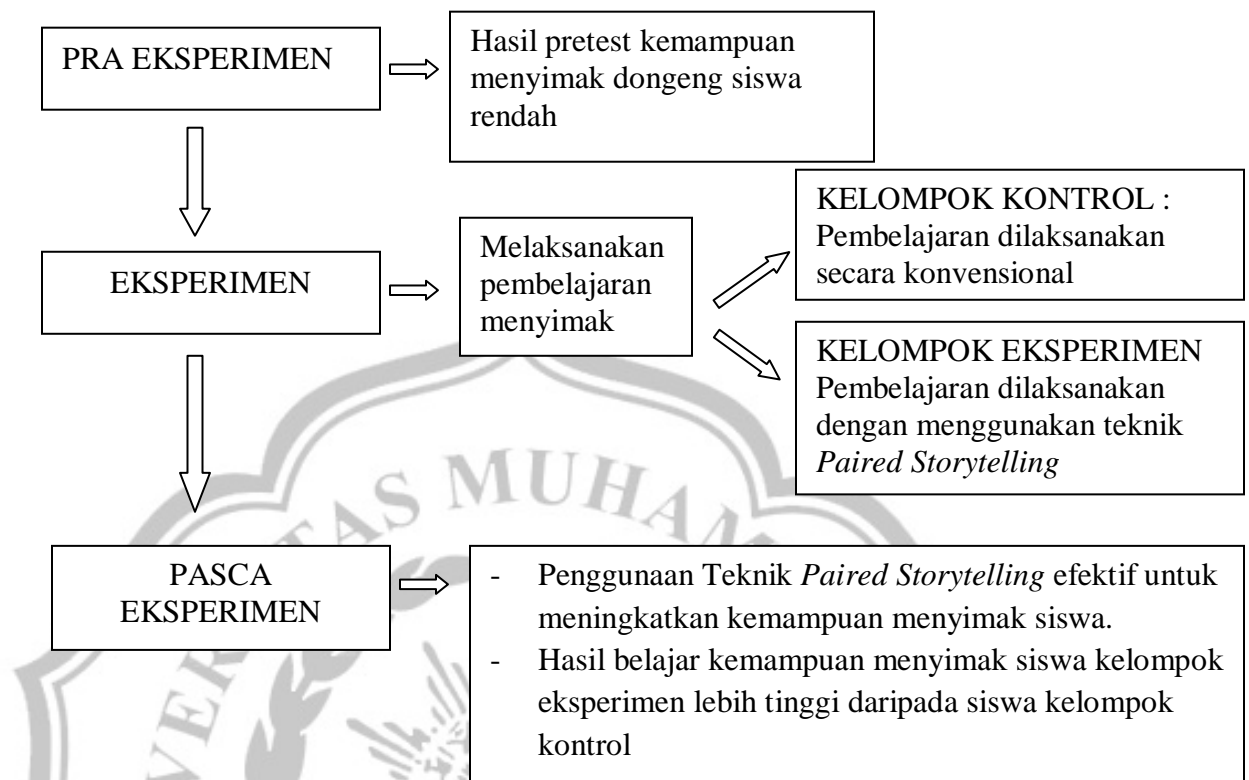 PRA EKSPERIMEN
Hasil pretest kemampuan
menyimak dongeng siswa
rendah
EKSPERIMEN
Melaksanakan
pembelajaran
menyimak
KELOMPOK KONTROL :
Pembelajaran dilaksanakan
secara konvensional
KELOMPOK EKSPERIMEN
Pembelajaran dilaksanakan
dengan menggunakan teknik
Paired Storytelling
PASCA
EKSPERIMEN
- Penggunaan Teknik Paired Storytelling efektif untuk
meningkatkan kemampuan menyimak siswa.
- Hasil belajar kemampuan menyimak siswa kelompok
eksperimen lebih tinggi daripada siswa kelompok
kontrol